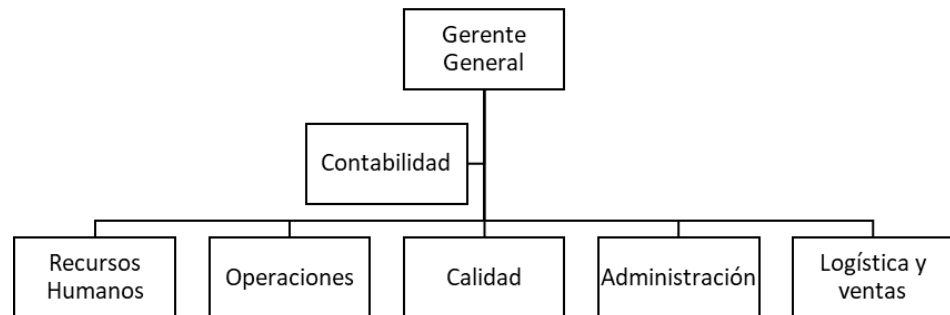 Gerente
General
Contabilidad
Recursos
Humanos
Operaciones
Calidad
Administración
Logística y
ventas